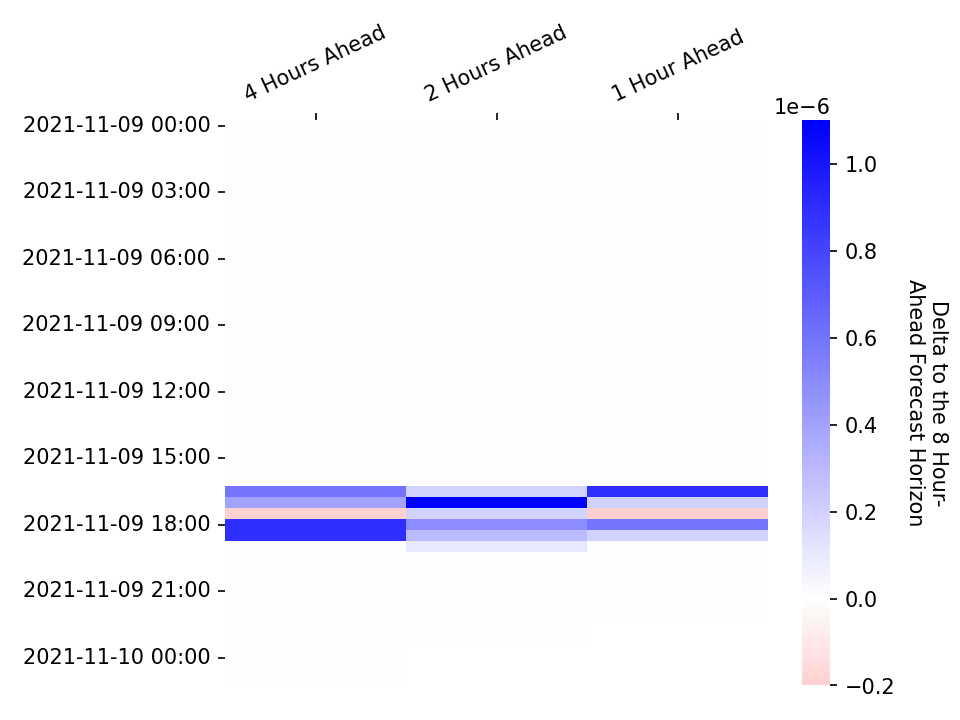 4 Hours Ahead
2 Hours Ahead
1 Hour Ahead
1e−6
2021-11-09 00:00
2021-11-09 03:00
2021-11-09 06:00
2021-11-09 09:00
2021-11-09 12:00
2021-11-09 15:00
2021-11-09 18:00
2021-11-09 21:00
2021-11-10 00:00
1.0
0.8
0.6
0.4
0.2
0.0
−0.2
Delta to the 8 Hour-
Ahead Forecast Horizon